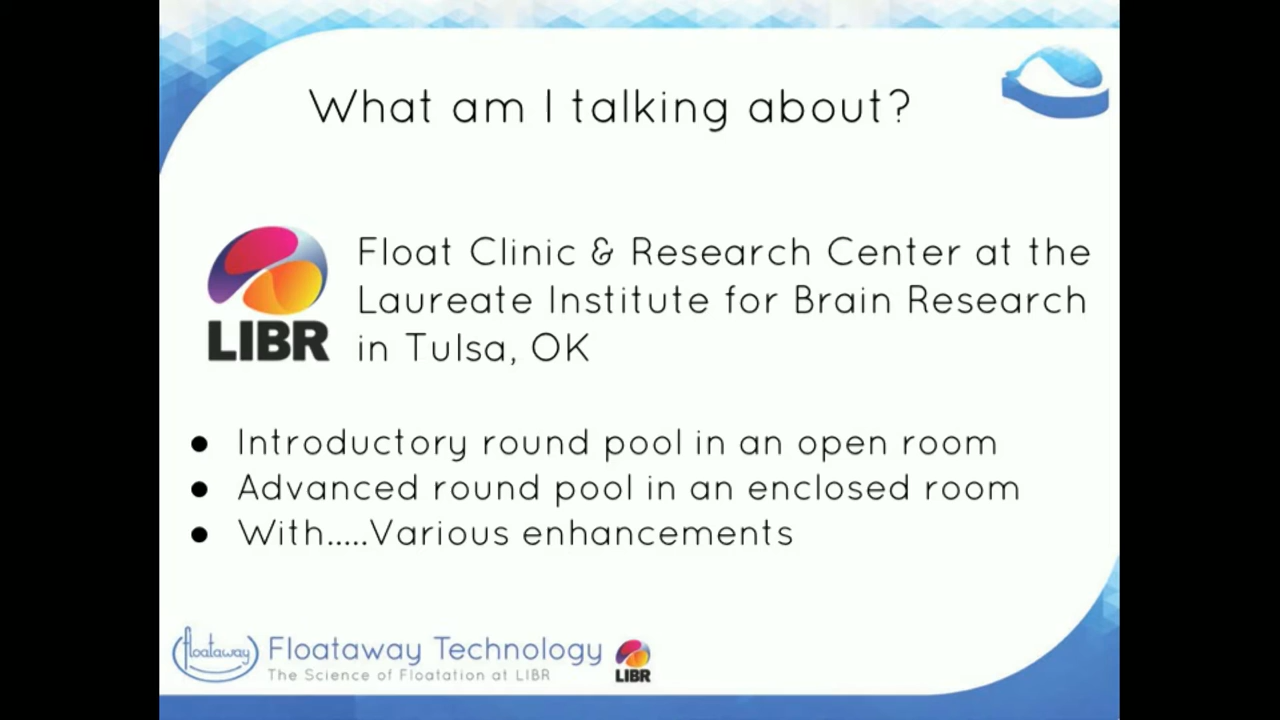 What am I talking about?
LIBR
Float Clinic & Research Center at the
Laureate Institute for Brain Research
in Tulsa, OK
● Introductory round pool in an open room
● Advanced round pool in an enclosed room
● With.....Various enhancements
floataway
Floataway Technology
The Science of Floatation at LIBR
LIBR